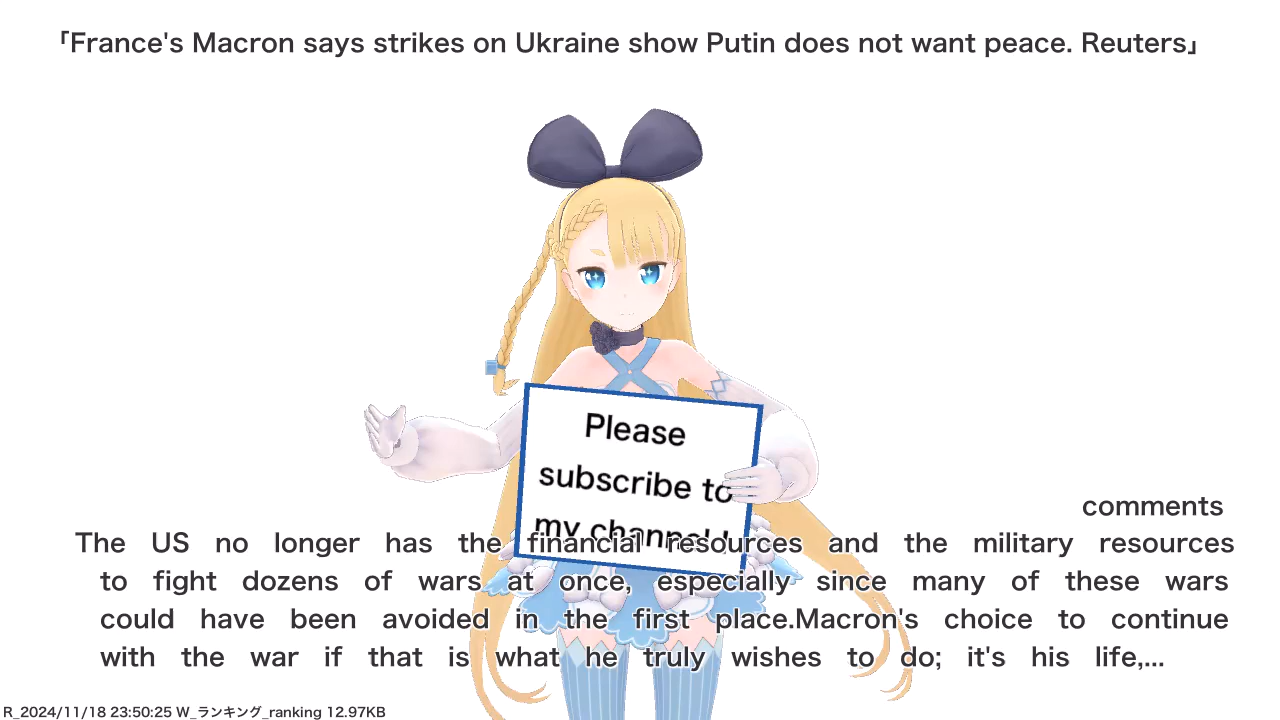 「France's Macron says strikes on Ukraine show Putin does not want peace. Reuters」
Please
subscribe to
my channel!
comments
The US no longer has the financial resources and the military resources
to fight dozens of wars at once, especially since many of these wars
could have been avoided in the first place.Macron's choice to continue
with the war if that is what he truly wishes to do; it's his life,...
R_2024/11/18 23:50:25 W_ランキング_ranking 12.97KB